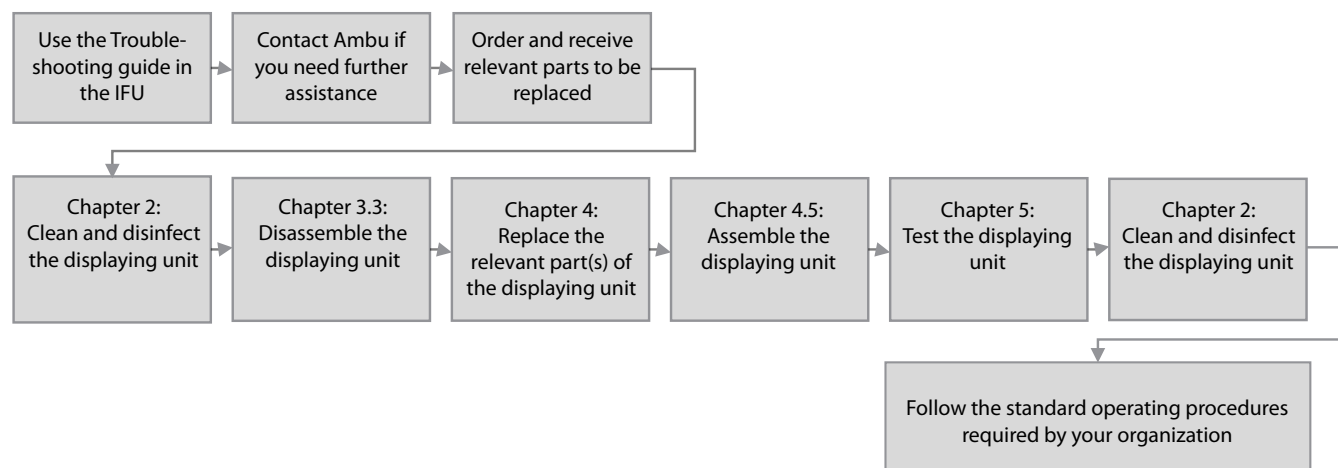 Use the Trouble-
shooting guide in
the IFU
Contact Ambu if
you need further
assistance
Order and receive
relevant parts to be
replaced
Chapter 2:
Clean and disinfect
the displaying unit
Chapter 3.3:
Disassemble the
displaying unit
Chapter 4:
Replace the
relevant part(s) of
the displaying unit
Chapter 4.5:
Assemble the
displaying unit
Chapter 5:
Test the displaying
unit
Chapter 2:
Clean and disinfect
the displaying unit
Follow the standard operating procedures
required by your organization